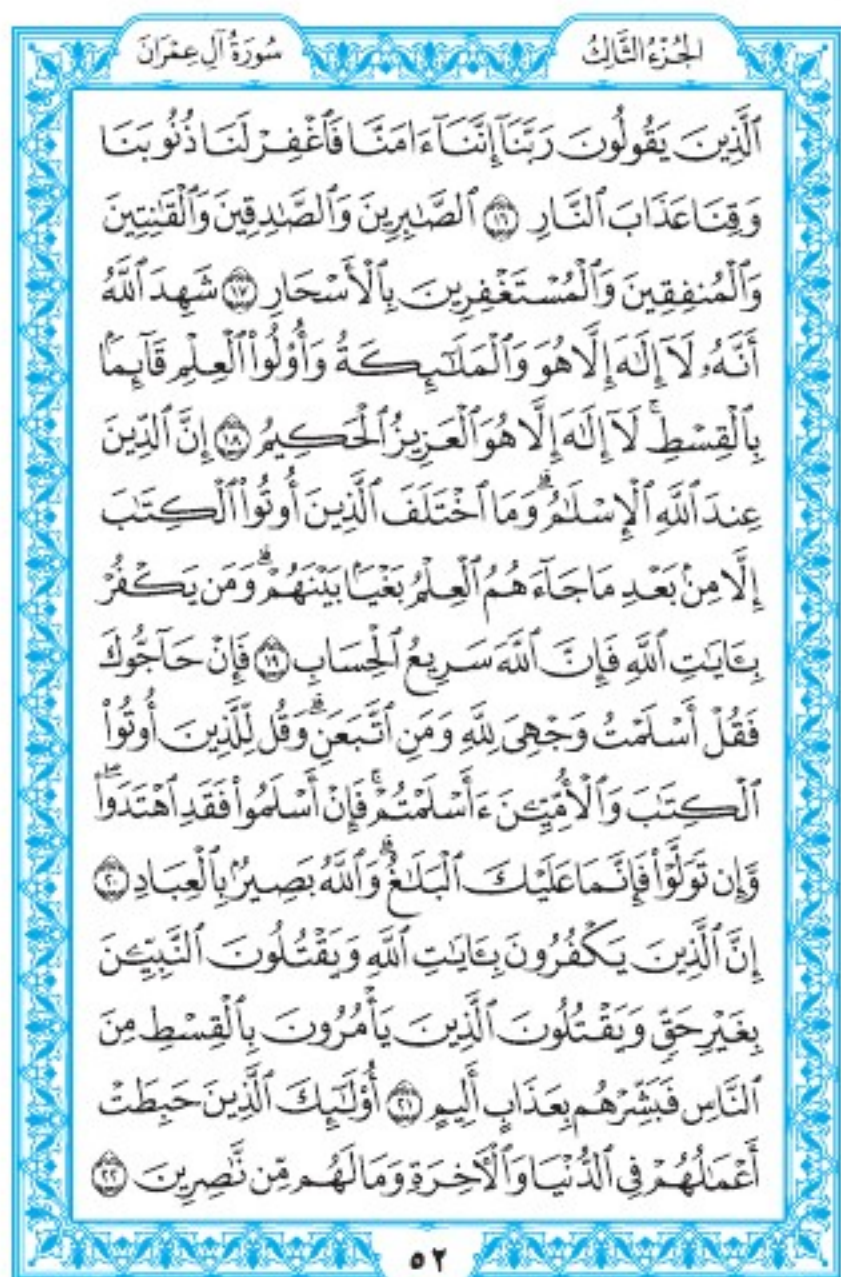 الجُزْءُ الثَّالِثُ
سُورَةُ آلِ عِمْرَانَ
ٱلَّذِينَ يَقُولُونَ رَبَّنَآ إِنَّنَآ ءَامَنَّا فَٱغْفِرْ لَنَا ذُنُوبَنَا
وَقِنَا عَذَابَ ٱلنَّارِ ١٦ ٱلصَّٰبِرِينَ وَٱلصَّٰدِقِينَ وَٱلْقَٰنِتِينَ
وَٱلْمُنفِقِينَ وَٱلْمُسْتَغْفِرِينَ بِٱلْأَسْحَارِ ١٧ شَهِدَ ٱللَّهُ
أَنَّهُۥ لَآ إِلَٰهَ إِلَّا هُوَ وَٱلْمَلَٰٓئِكَةُ وَأُو۟لُوا۟ ٱلْعِلْمِ قَآئِمًۢا
بِٱلْقِسْطِ ۚ لَآ إِلَٰهَ إِلَّا هُوَ ٱلْعَزِيزُ ٱلْحَكِيمُ ١٨ إِنَّ ٱلدِّينَ
عِندَ ٱللَّهِ ٱلْإِسْلَٰمُ ۗ وَمَا ٱخْتَلَفَ ٱلَّذِينَ أُوتُوا۟ ٱلْكِتَٰبَ
إِلَّا مِنۢ بَعْدِ مَا جَآءَهُمُ ٱلْعِلْمُ بَغْيًۢا بَيْنَهُمْ ۗ وَمَن يَكْفُرْ
بِـَٔايَٰتِ ٱللَّهِ فَإِنَّ ٱللَّهَ سَرِيعُ ٱلْحِسَابِ ١٩ فَإِنْ حَآجُّوكَ
فَقُلْ أَسْلَمْتُ وَجْهِىَ لِلَّهِ وَمَنِ ٱتَّبَعَنِ ۗ وَقُل لِّلَّذِينَ أُوتُوا۟
ٱلْكِتَٰبَ وَٱلْأُمِّيِّـۧنَ ءَأَسْلَمْتُمْ ۚ فَإِنْ أَسْلَمُوا۟ فَقَدِ ٱهْتَدَوا۟ ۖ
وَّإِن تَوَلَّوْا۟ فَإِنَّمَا عَلَيْكَ ٱلْبَلَٰغُ ۗ وَٱللَّهُ بَصِيرٌۢ بِٱلْعِبَادِ ٢٠
إِنَّ ٱلَّذِينَ يَكْفُرُونَ بِـَٔايَٰتِ ٱللَّهِ وَيَقْتُلُونَ ٱلنَّبِيِّـۧنَ
بِغَيْرِ حَقٍّ وَيَقْتُلُونَ ٱلَّذِينَ يَأْمُرُونَ بِٱلْقِسْطِ مِنَ
ٱلنَّاسِ فَبَشِّرْهُم بِعَذَابٍ أَلِيمٍ ٢١ أُو۟لَٰٓئِكَ ٱلَّذِينَ حَبِطَتْ
أَعْمَٰلُهُمْ فِى ٱلدُّنْيَا وَٱلْءَاخِرَةِ وَمَا لَهُم مِّن نَّٰصِرِينَ ٢٢
٥٢